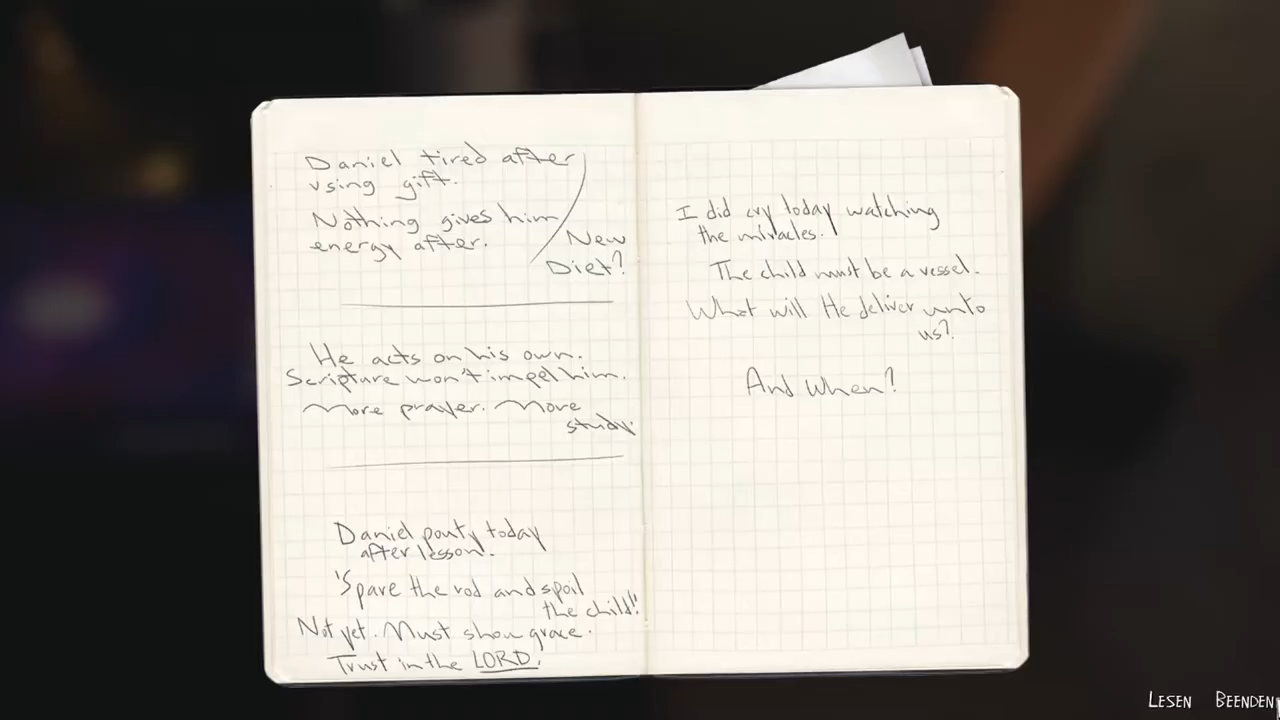 Daniel tired after
using gift.
Nothing gives him
energy after.
New
Diet?
He acts on his own.
Scripture won't impel him.
More prayer. More
study.
Daniel pouty today
after lesson.
'Spare the rod and spoil
the child!'
Not yet. Must show grace.
Trust in the LORD.
I did cry today watching
the miracles.
The child must be a vessel.
What will He deliver unto
us?
And when?
LESEN BEENDEN